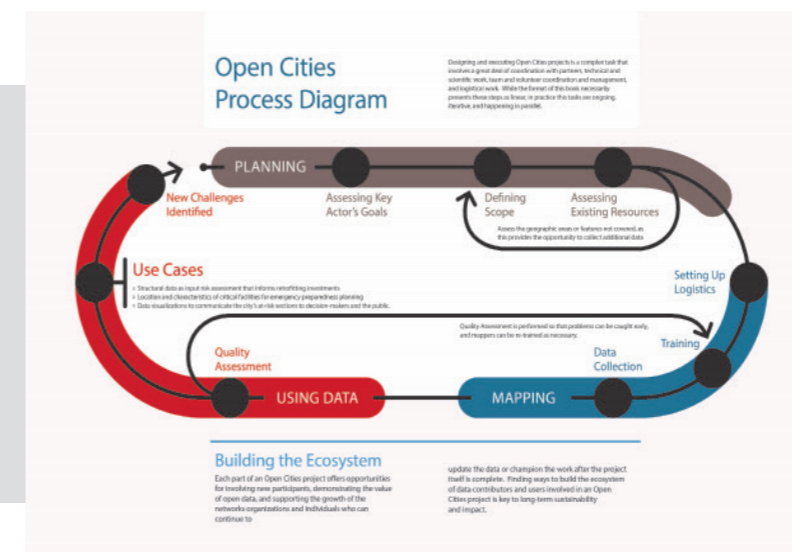 Open Cities
Process Diagram
Designing and executing Open Cities projects is a complex task that
involves a great deal of coordination with partners, technical and
scientific work, team and volunteer coordination and management,
and logistical work. While the format of this book necessarily
presents these steps as linear, in practice this tasks are ongoing,
iterative, and happening in parallel.
PLANNING
New Challenges
Identified
Assessing Key
Actor's Goals
Defining
Scope
Assessing
Existing Resources
Assess the geographic areas or features not covered, as
this provides the opportunity to collect additional data
Use Cases
› Structural data as input risk assessment that informs retrofitting investments
› Location and characteristics of critical facilities for emergency preparedness planning
› Data visualizations to communicate the city's at-risk sections to decision-makers and the public.
Setting Up
Logistics
Quality Assessment is performed so that problems can be caught early,
and mappers can be re-trained as necessary.
Training
Quality
Assessment
Data
Collection
USING DATA
MAPPING
Building the Ecosystem
Each part of an Open Cities project offers opportunities
for involving new participants, demonstrating the value
of open data, and supporting the growth of the
networks organizations and individuals who can
continue to
update the data or champion the work after the project
itself is complete. Finding ways to build the ecosystem
of data contributors and users involved in an Open
Cities project is key to long-term sustainability
and impact.